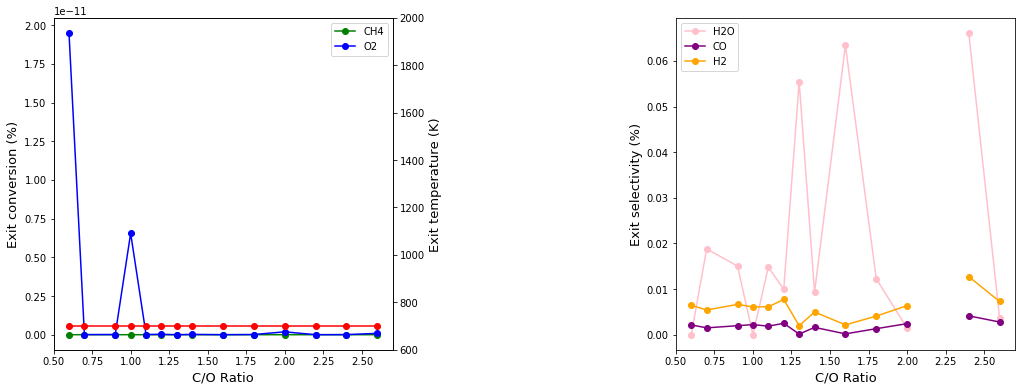 1e−11
2.00
1.75
1.50
1.25
1.00
0.75
0.50
0.25
0.00
Exit conversion (%)
0.50 0.75 1.00 1.25 1.50 1.75 2.00 2.25 2.50
C/O Ratio
CH4
O2
2000
1800
1600
1400
1200
1000
800
600
Exit temperature (K)
H2O
CO
H2
0.06
0.05
0.04
0.03
0.02
0.01
0.00
Exit selectivity (%)
0.50 0.75 1.00 1.25 1.50 1.75 2.00 2.25 2.50
C/O Ratio